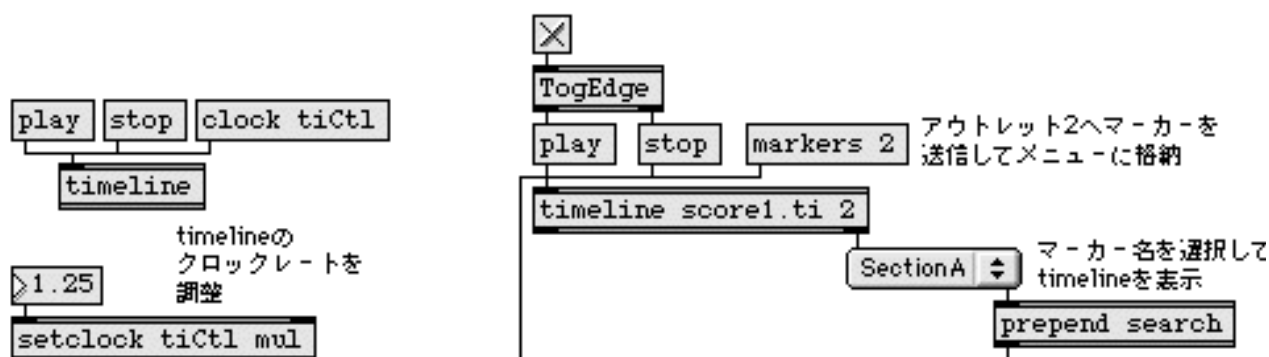 play
stop
clock tiCtl
timeline
timelineの
クロックレートを
調整
1.25
setclock tiCtl mul
TogEdge
play
stop
markers 2
アウトレット2へマーカーを
送信してメニューに格納
timeline score1.ti 2
SectionA
マーカー名を選択して
timelineを表示
prepend search